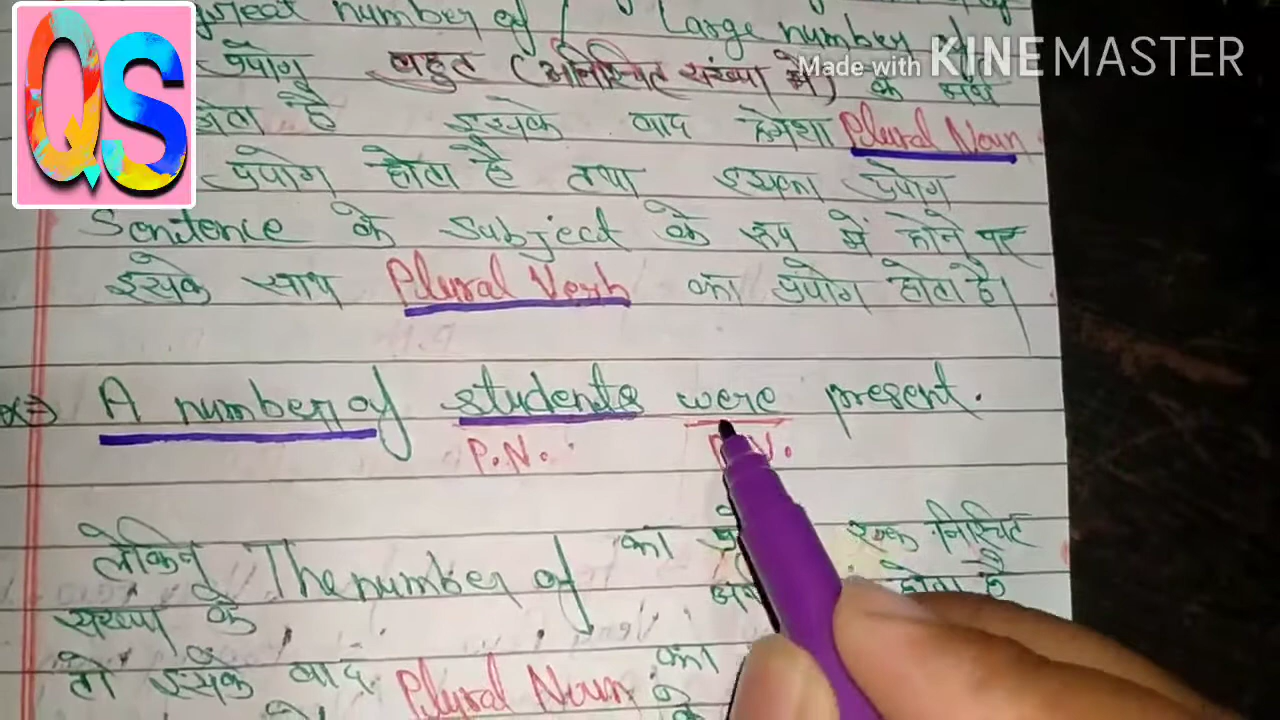 number of / Large number of
QS
Made with KINEMASTER
प्रयोग बहुत (अनिश्चित संख्या में) के अर्थ
होता है इसके बाद हमेशा Plural Noun
प्रयोग होता है तथा इसका प्रयोग
Sentence के Subject के रूप में होने पर
इसके साथ Plural Verb का प्रयोग होता है।
Ex⇒ A number of students were present.
P.N. P.V.
लेकिन The number of का एक निश्चित
संख्या के होता है
तो इसके बाद Plural Noun का
के